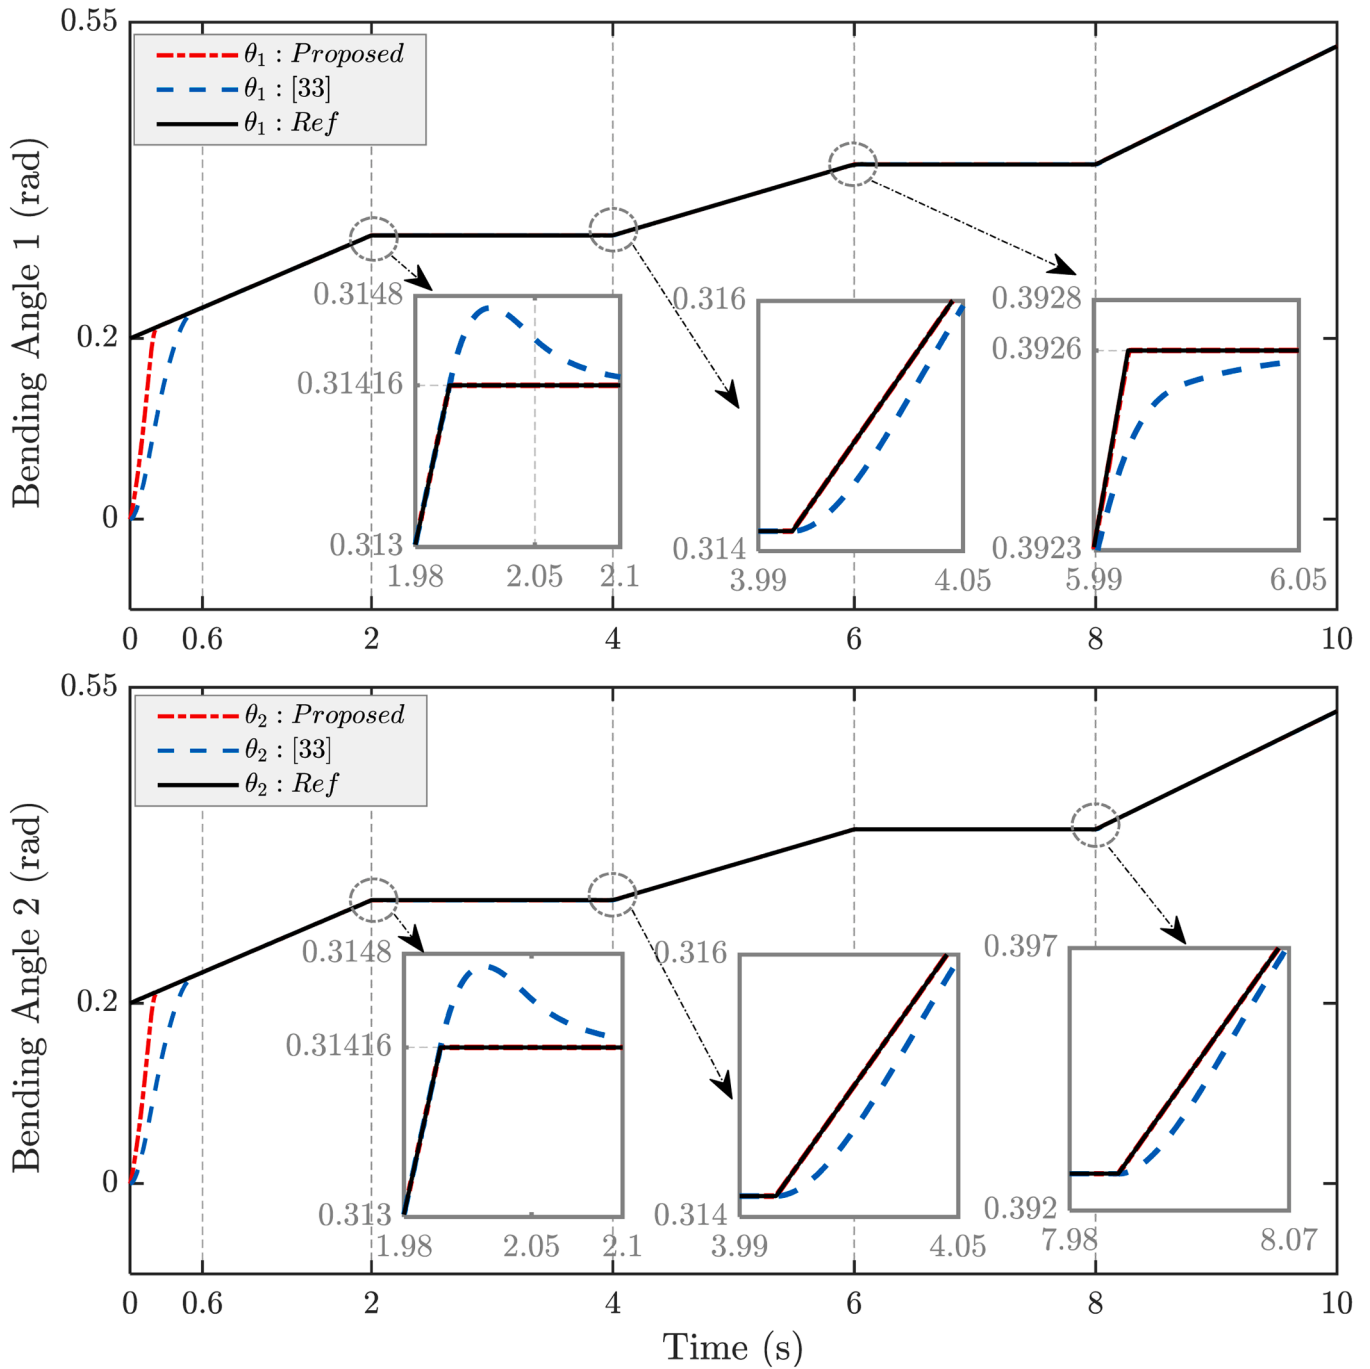 0.55
θ₁ : Proposed
θ₁ : [33]
θ₁ : Ref
Bending Angle 1 (rad)
0.2
0
0.3148
0.31416
0.313
1.98 2.05 2.1
0.316
0.314
3.99 4.05
0.3928
0.3926
0.3923
5.99 6.05
0 0.6 2 4 6 8 10
0.55
θ₂ : Proposed
θ₂ : [33]
θ₂ : Ref
Bending Angle 2 (rad)
0.2
0
0.3148
0.31416
0.313
1.98 2.05 2.1
0.316
0.314
3.99 4.05
0.397
0.392
7.98 8.07
0 0.6 2 4 6 8 10
Time (s)